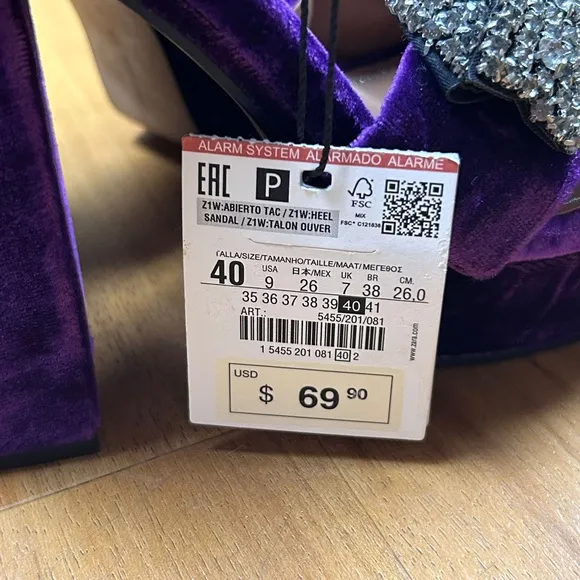 ALARM SYSTEM ALARMADO ALARME
EAC P FSC
MIX
FSC® C121836
Z1W:ABIERTO TAC / Z1W:HEEL
SANDAL / Z1W:TALON OUVER
TALLA/SIZE/TAMANHO/TAILLE/MAAT/ΜΕΓΕΘΟΣ
40 USA 日本/MEX UK BR CM.
9 26 7 38 26,0
35 36 37 38 39 40 41
ART.: 5455/201/081
1 5455 201 081 40 2
www.zara.com
USD
$ 69 90